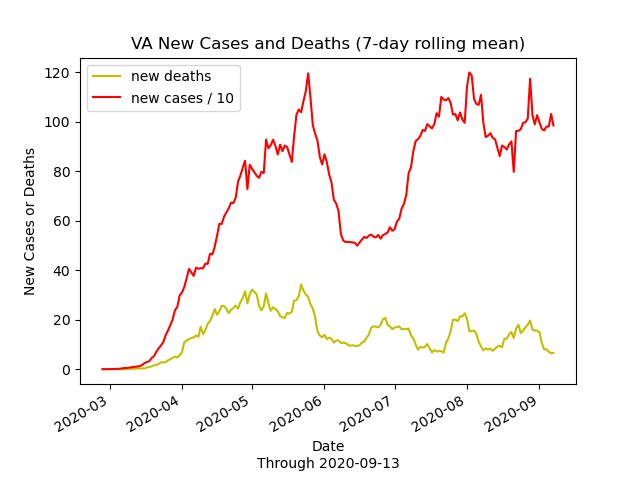 VA New Cases and Deaths (7-day rolling mean)
new deaths
new cases / 10
120
100
80
60
40
20
0
New Cases or Deaths
2020-03
2020-04
2020-05
2020-06
2020-07
2020-08
2020-09
Date
Through 2020-09-13